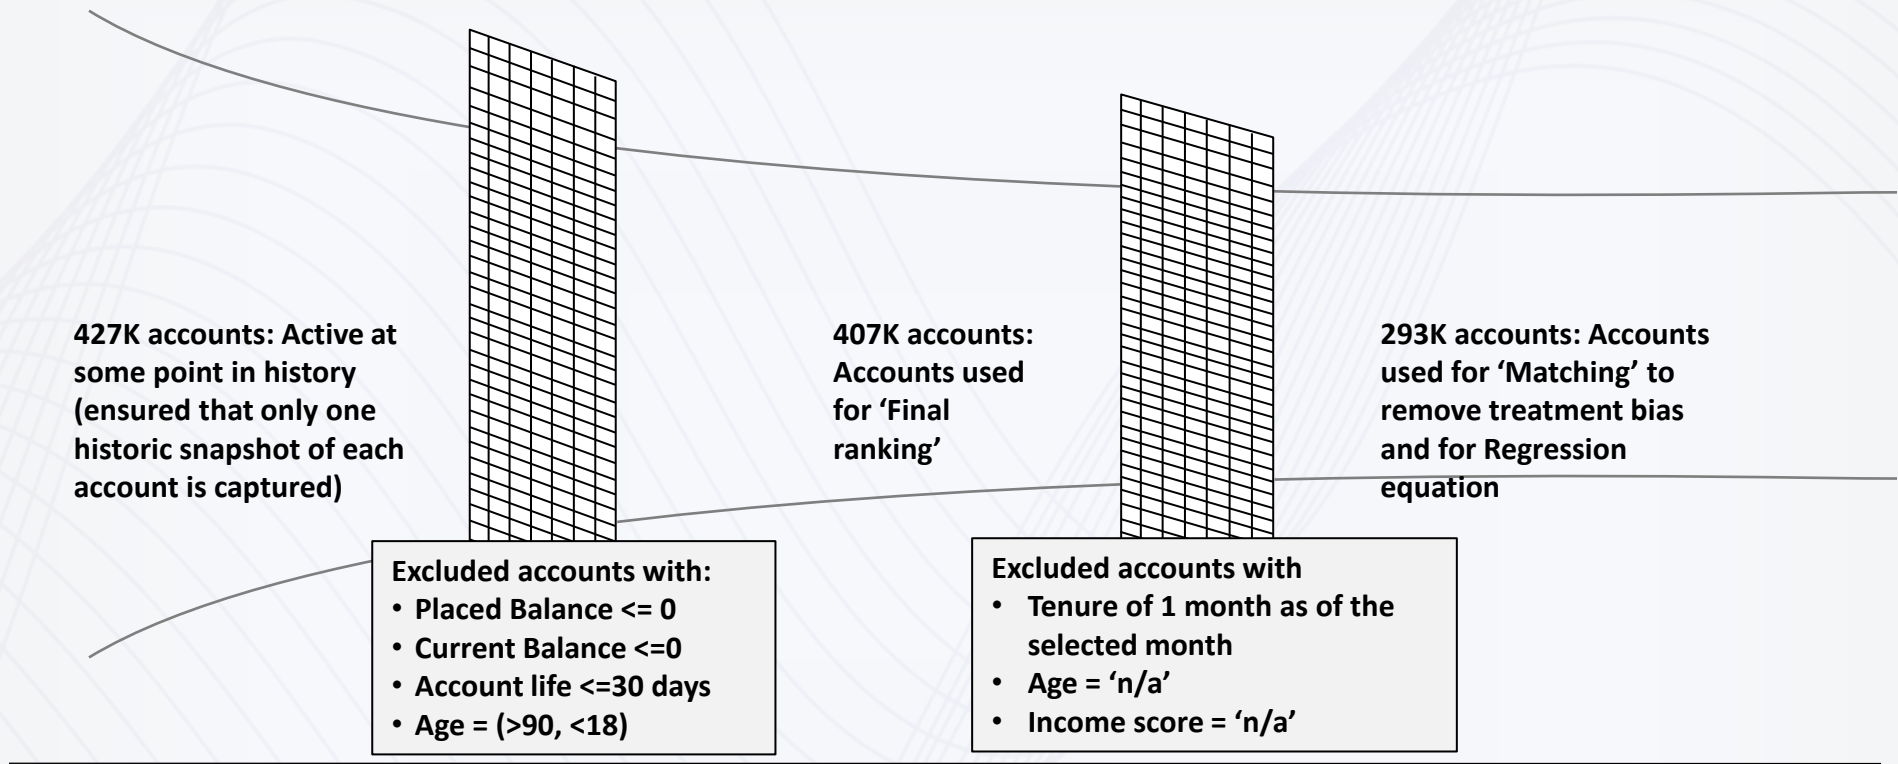 427K accounts: Active at
some point in history
(ensured that only one
historic snapshot of each
account is captured)
407K accounts:
Accounts used
for ‘Final
ranking’
293K accounts: Accounts
used for ‘Matching’ to
remove treatment bias
and for Regression
equation
Excluded accounts with:
• Placed Balance <= 0
• Current Balance <=0
• Account life <=30 days
• Age = (>90, <18)
Excluded accounts with
• Tenure of 1 month as of the
selected month
• Age = ‘n/a’
• Income score = ‘n/a’